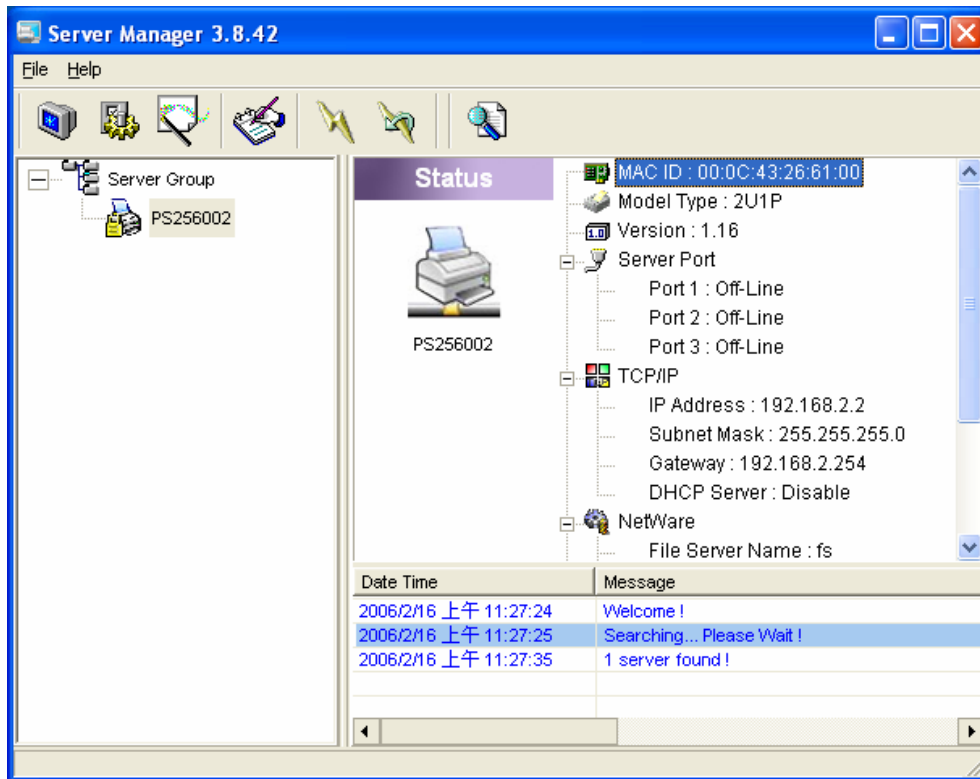 Server Manager 3.8.42
File Help
Server Group
PS256002
Status
PS256002
MAC ID : 00:0C:43:26:61:00
Model Type : 2U1P
1.0 Version : 1.16
Server Port
Port 1 : Off-Line
Port 2 : Off-Line
Port 3 : Off-Line
TCP/IP
IP Address : 192.168.2.2
Subnet Mask : 255.255.255.0
Gateway : 192.168.2.254
DHCP Server : Disable
NetWare
File Server Name : fs
Date Time Message
2006/2/16 上午 11:27:24 Welcome !
2006/2/16 上午 11:27:25 Searching... Please Wait !
2006/2/16 上午 11:27:35 1 server found !